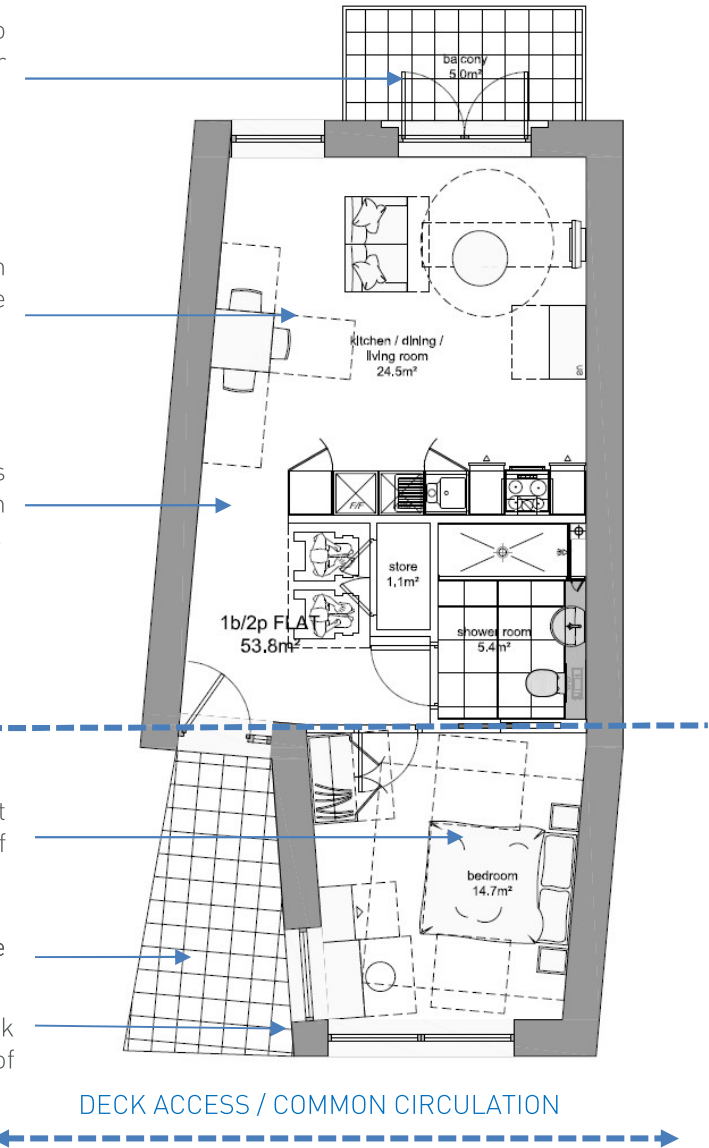 balcony
5.0m²
kitchen / dining /
living room
24.5m²
F/F
store
1.1m²
1b/2p FLAT
53.8m²
shower room
5.4m²
bedroom
14.7m²
DECK ACCESS / COMMON CIRCULATION